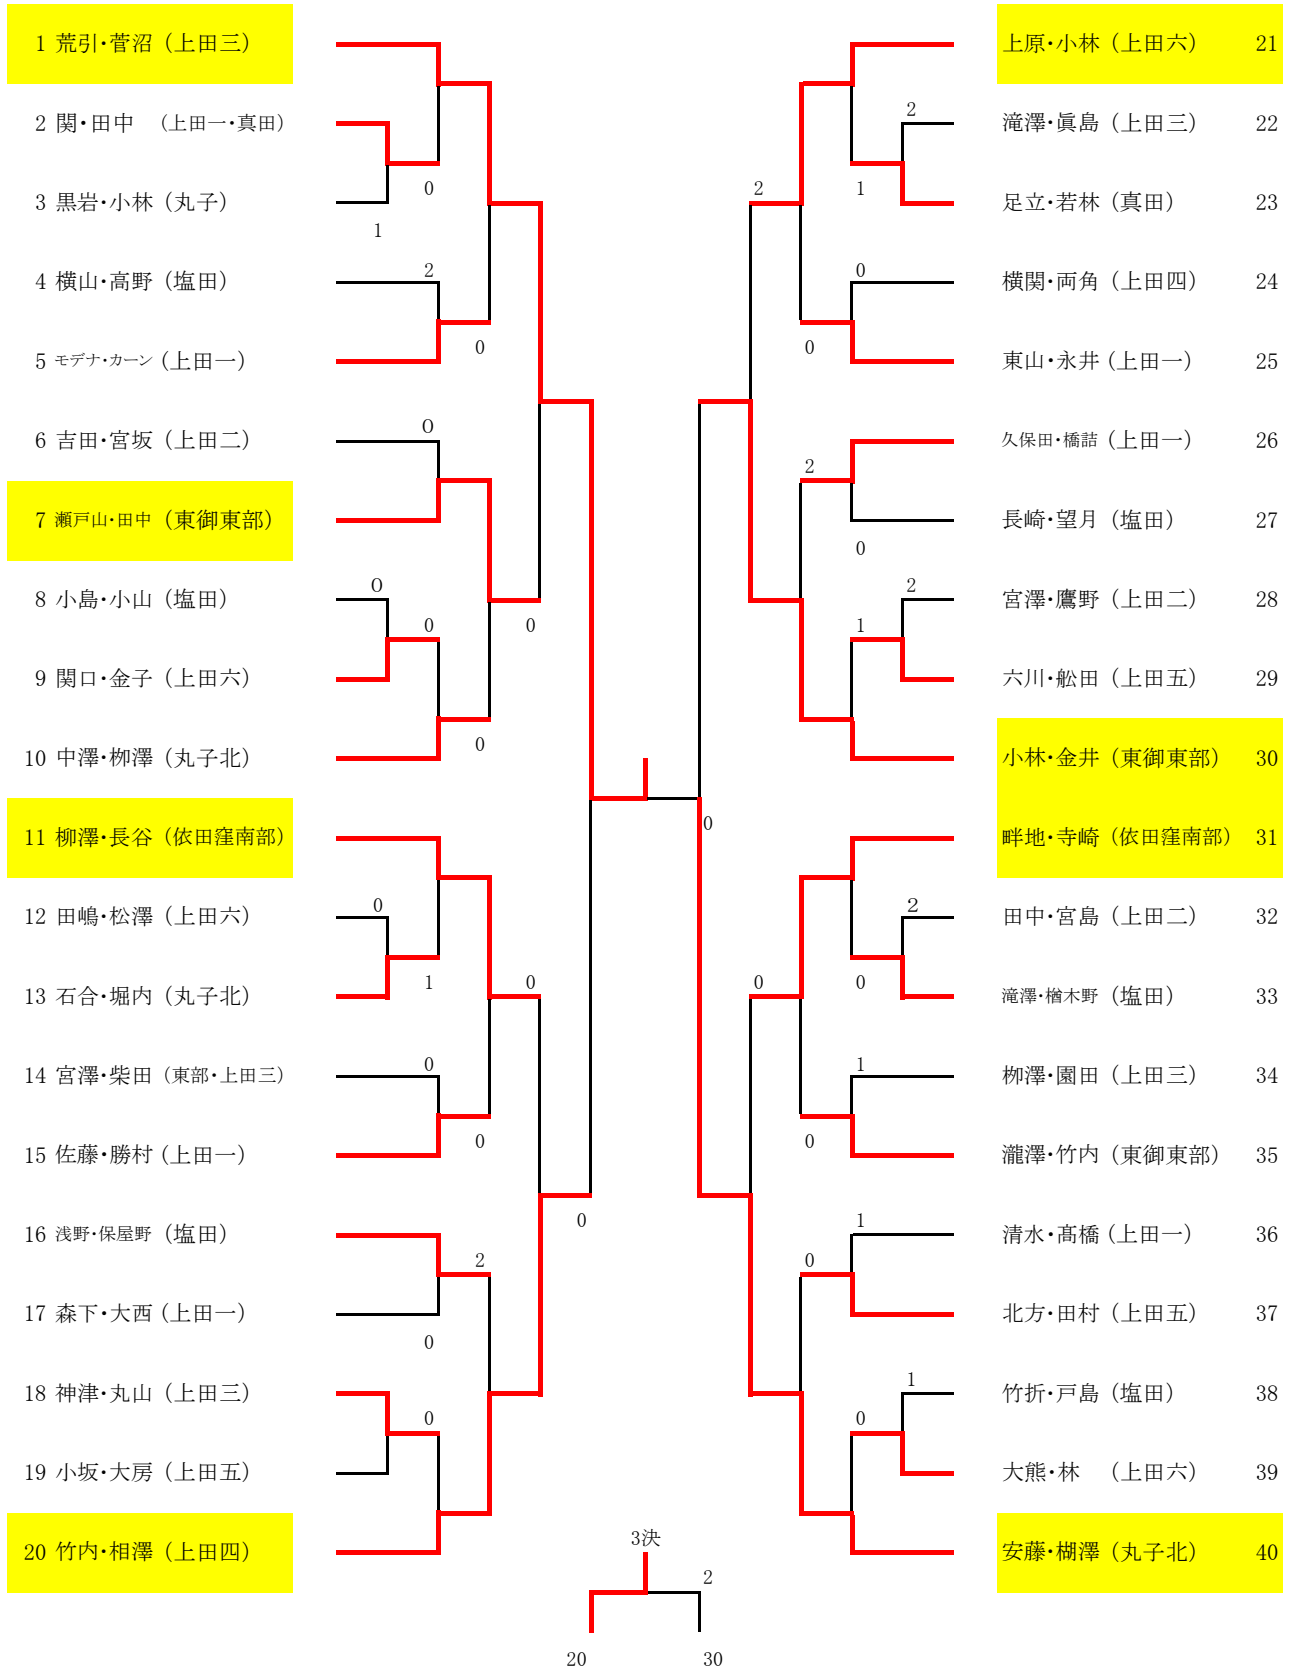 1 荒引・菅沼 (上田三)
2 関・田中 (上田一・真田)
0
3 黒岩・小林 (丸子)
1
4 横山・高野 (塩田)
2
5 モデナ・カーン (上田一)
0
6 吉田・宮坂 (上田二)
0
7 瀬戸山・田中 (東御東部)
8 小島・小山 (塩田)
0
0
0
9 関口・金子 (上田六)
10 中澤・栁澤 (丸子北)
0
11 柳澤・長谷 (依田窪南部)
12 田嶋・松澤 (上田六)
0
13 石合・堀内 (丸子北)
1
0
14 宮澤・柴田 (東部・上田三)
0
15 佐藤・勝村 (上田一)
0
16 浅野・保屋野 (塩田)
0
2
17 森下・大西 (上田一)
0
18 神津・丸山 (上田三)
0
19 小坂・大房 (上田五)
20 竹内・相澤 (上田四)
上原・小林 (上田六) 21
2
滝澤・眞島 (上田三) 22
2
1
足立・若林 (真田) 23
0
横関・両角 (上田四) 24
0
東山・永井 (上田一) 25
久保田・橋詰 (上田一) 26
2
長崎・望月 (塩田) 27
0
2
宮澤・鷹野 (上田二) 28
1
六川・舩田 (上田五) 29
小林・金井 (東御東部) 30
0
畔地・寺崎 (依田窪南部) 31
2
田中・宮島 (上田二) 32
0
0
滝澤・楢木野 (塩田) 33
1
栁澤・園田 (上田三) 34
0
瀧澤・竹内 (東御東部) 35
1
清水・髙橋 (上田一) 36
0
北方・田村 (上田五) 37
1
竹折・戸島 (塩田) 38
0
大熊・林 (上田六) 39
安藤・楜澤 (丸子北) 40
3決
2
20 30